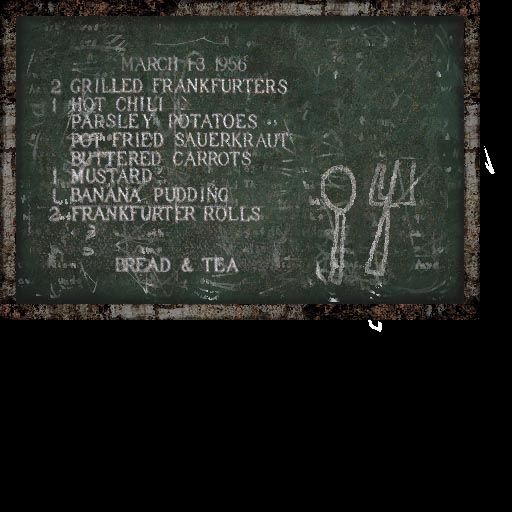 MARCH 13 1956
2 GRILLED FRANKFURTERS
1 HOT CHILI C
PARSLEY POTATOES
POT FRIED SAUERKRAUT
BUTTERED CARROTS
1 MUSTARD
1 BANANA PUDDING
2 FRANKFURTER ROLLS
3
BREAD & TEA